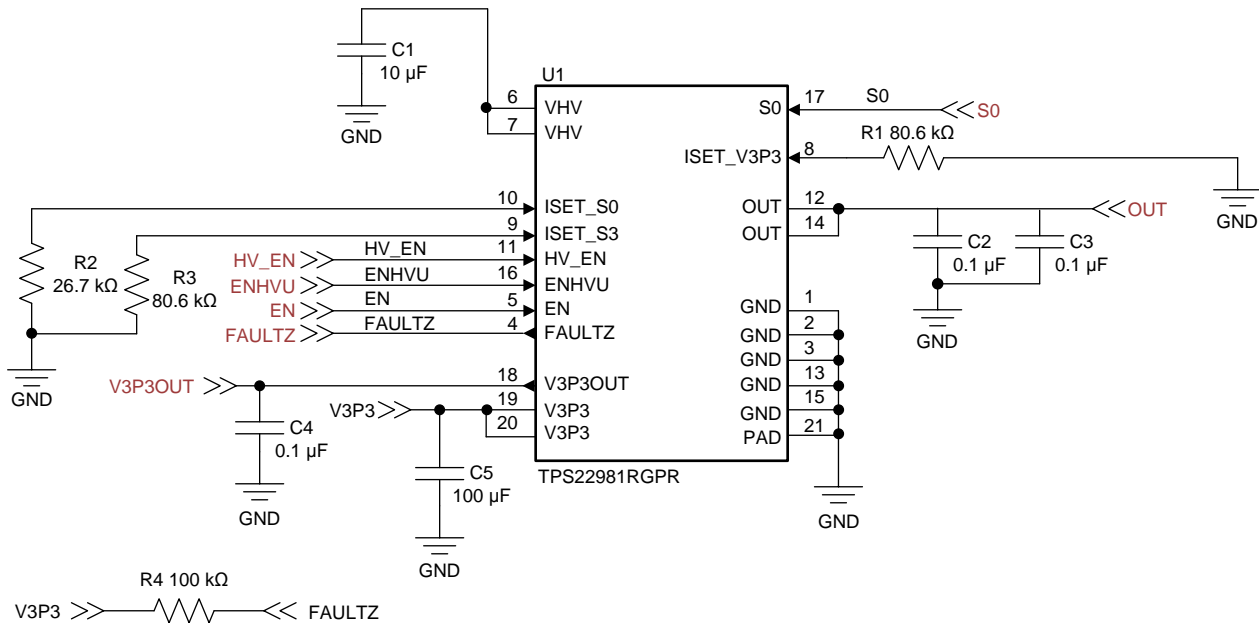 C1
10 µF
GND
U1
6
VHV
7
VHV
S0
17
S0
S0
R1 80.6 kΩ
ISET_V3P3
8
GND
10
ISET_S0
9
ISET_S3
11
HV_EN
HV_EN
HV_EN
16
ENHVU
ENHVU
ENHVU
5
EN
EN
EN
4
FAULTZ
FAULTZ
FAULTZ
R2
26.7 kΩ
R3
80.6 kΩ
GND
OUT
12
OUT
OUT
14
C2
0.1 µF
C3
0.1 µF
GND
GND
1
GND
2
GND
3
GND
13
GND
15
PAD
21
GND
V3P3OUT
18
V3P3OUT
V3P3
19
V3P3
20
V3P3
C4
0.1 µF
GND
C5
100 µF
GND
TPS22981RGPR
R4 100 kΩ
V3P3
FAULTZ